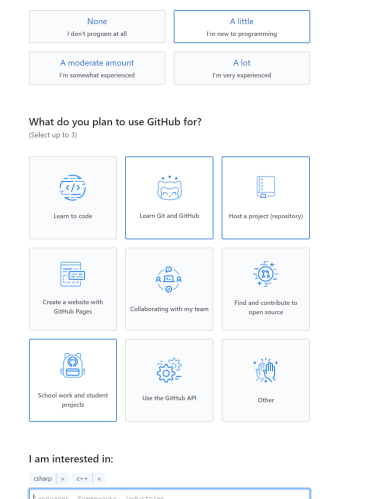 None
I don't program at all
A little
I'm new to programming
A moderate amount
I'm somewhat experienced
A lot
I'm very experienced
What do you plan to use GitHub for?
(Select up to 3)
Learn to code
Learn Git and GitHub
Host a project (repository)
Create a website with
GitHub Pages
Collaborating with my team
Find and contribute to
open source
School work and student
projects
Use the GitHub API
Other
I am interested in:
csharp × c++ ×
languages, frameworks, industries